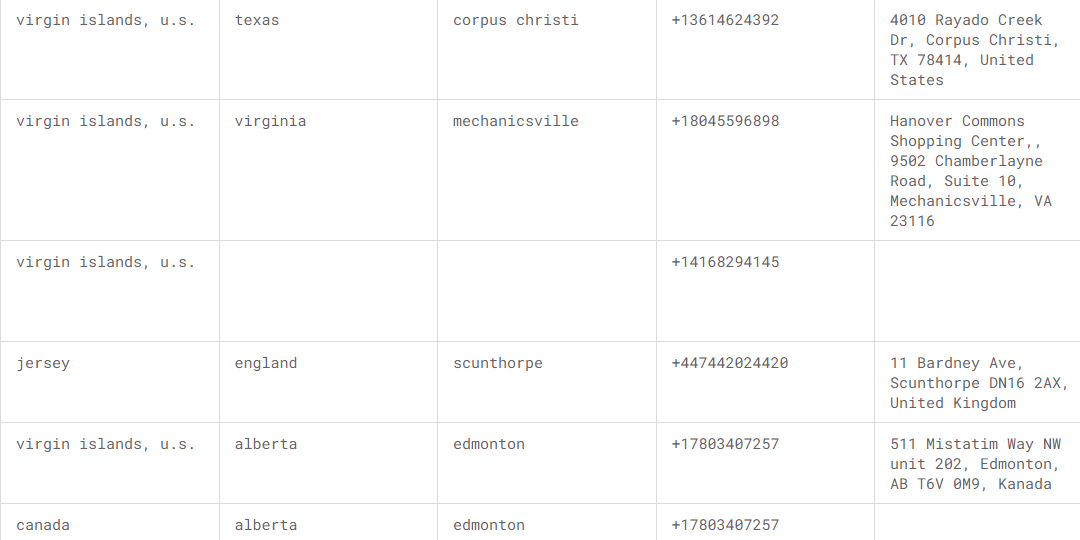 virgin islands, u.s. texas corpus christi +13614624392 4010 Rayado Creek
Dr, Corpus Christi,
TX 78414, United
States
virgin islands, u.s. virginia mechanicsville +18045596898 Hanover Commons
Shopping Center,,
9502 Chamberlayne
Road, Suite 10,
Mechanicsville, VA
23116
virgin islands, u.s. +14168294145
jersey england scunthorpe +447442024420 11 Bardney Ave,
Scunthorpe DN16 2AX,
United Kingdom
virgin islands, u.s. alberta edmonton +17803407257 511 Mistatim Way NW
unit 202, Edmonton,
AB T6V 0M9, Kanada
canada alberta edmonton +17803407257